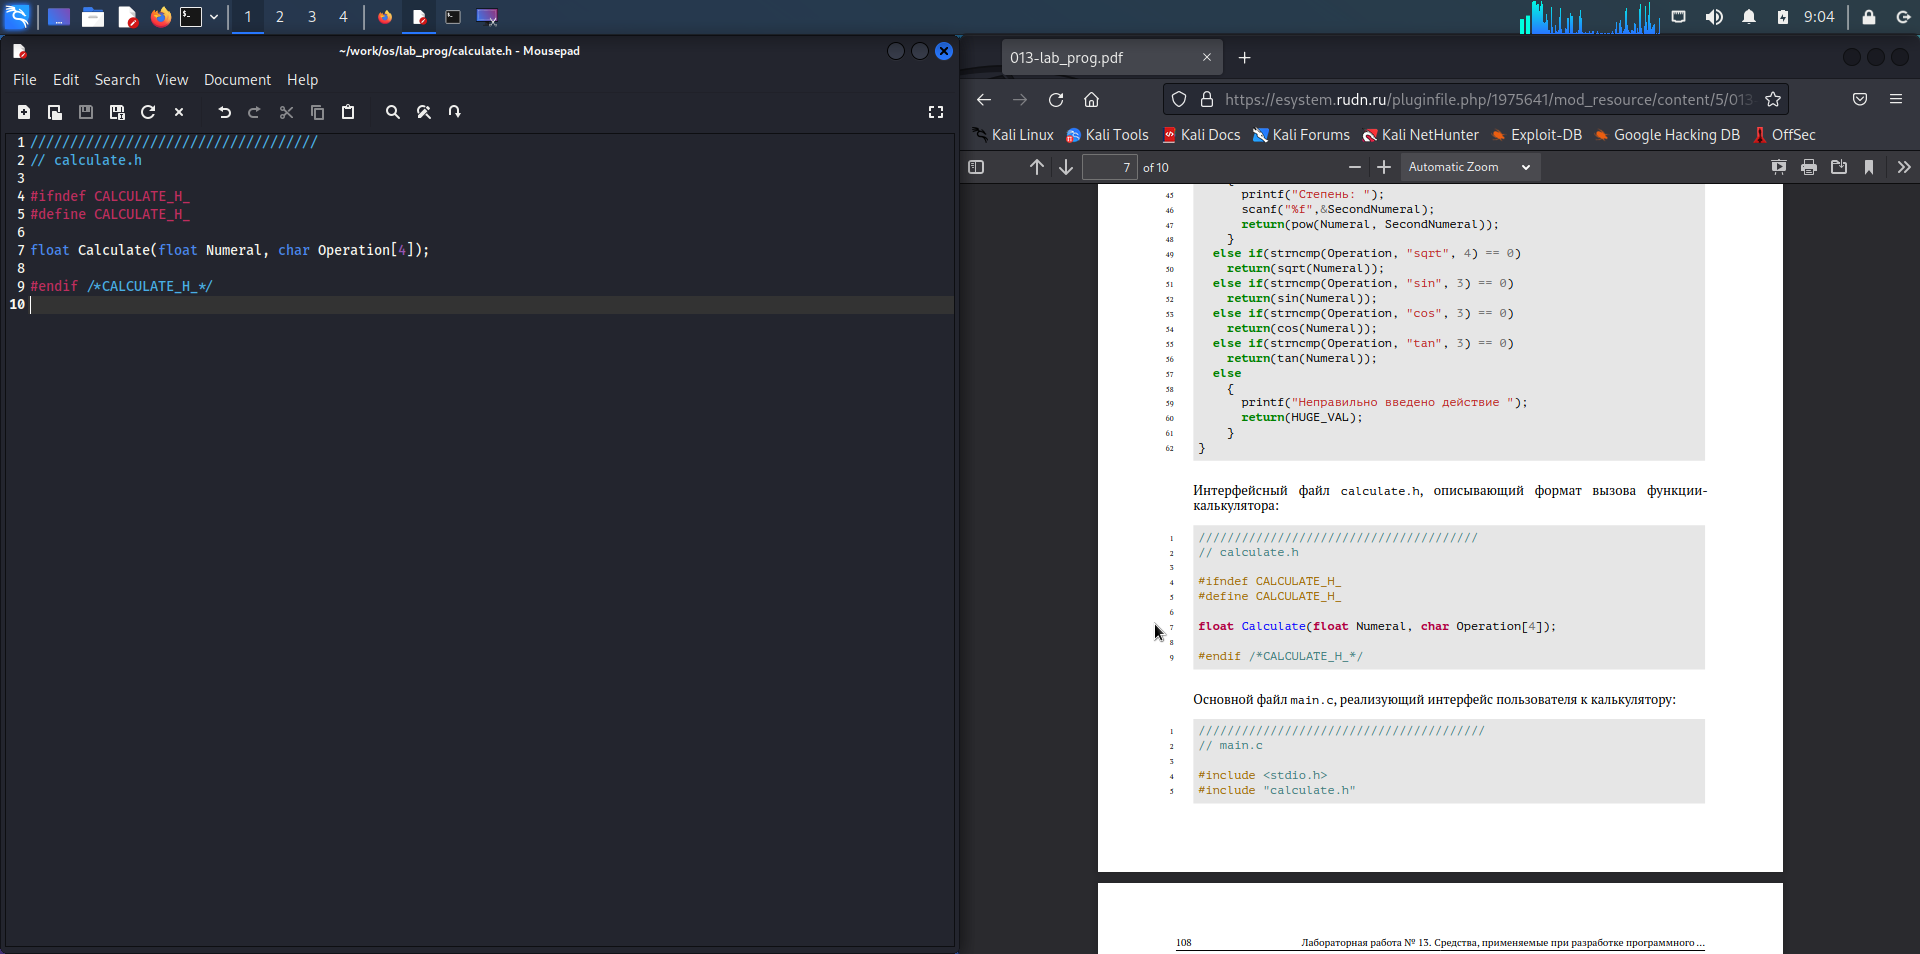 1 2 3 4
9:04
~/work/os/lab_prog/calculate.h - Mousepad
File Edit Search View Document Help
1 ////////////////////////////////////
2 // calculate.h
3
4 #ifndef CALCULATE_H_
5 #define CALCULATE_H_
6
7 float Calculate(float Numeral, char Operation[4]);
8
9 #endif /*CALCULATE_H_*/
10
013-lab_prog.pdf
https://esystem.rudn.ru/pluginfile.php/1975641/mod_resource/content/5/013
Kali Linux Kali Tools Kali Docs Kali Forums Kali NetHunter Exploit-DB Google Hacking DB OffSec
7 of 10 Automatic Zoom
{
45 printf("Степень: ");
46 scanf("%f",&SecondNumeral);
47 return(pow(Numeral, SecondNumeral));
48 }
49 else if(strncmp(Operation, "sqrt", 4) == 0)
50 return(sqrt(Numeral));
51 else if(strncmp(Operation, "sin", 3) == 0)
52 return(sin(Numeral));
53 else if(strncmp(Operation, "cos", 3) == 0)
54 return(cos(Numeral));
55 else if(strncmp(Operation, "tan", 3) == 0)
56 return(tan(Numeral));
57 else
58 {
59 printf("Неправильно введено действие ");
60 return(HUGE_VAL);
61 }
62 }
Интерфейсный файл calculate.h, описывающий формат вызова функции-
калькулятора:
1 ///////////////////////////////////////
2 // calculate.h
3
4 #ifndef CALCULATE_H_
5 #define CALCULATE_H_
6
7 float Calculate(float Numeral, char Operation[4]);
8
9 #endif /*CALCULATE_H_*/
Основной файл main.c, реализующий интерфейс пользователя к калькулятору:
1 ////////////////////////////////////////
2 // main.c
3
4 #include <stdio.h>
5 #include "calculate.h"
108 Лабораторная работа № 13. Средства, применяемые при разработке программного ...